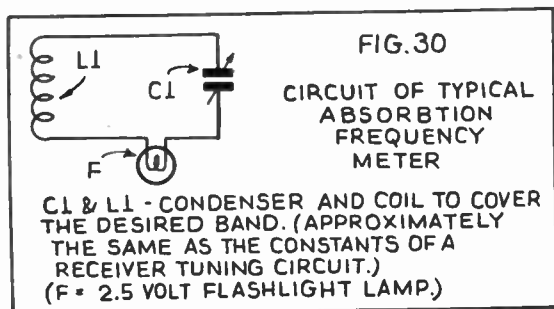 FIG.30
L1
C1
F
CIRCUIT OF TYPICAL
ABSORBTION
FREQUENCY
METER
C1 & L1 - CONDENSER AND COIL TO COVER
THE DESIRED BAND. (APPROXIMATELY
THE SAME AS THE CONSTANTS OF A
RECEIVER TUNING CIRCUIT.)
(F = 2.5 VOLT FLASHLIGHT LAMP.)